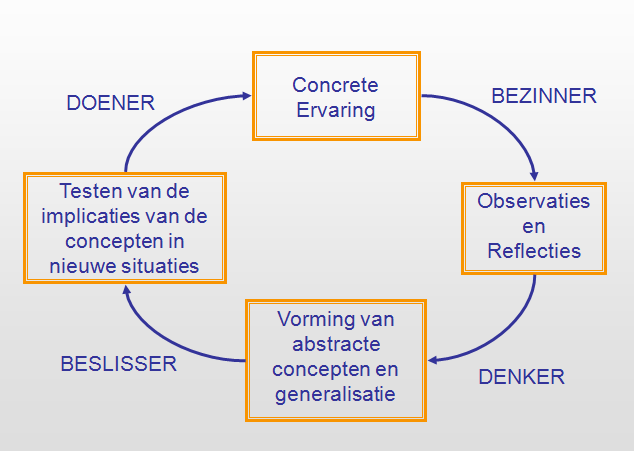 Concrete
Ervaring
DOENER
BEZINNER
Testen van de
implicaties van de
concepten in
nieuwe situaties
Observaties
en
Reflecties
Vorming van
abstracte
concepten en
generalisatie
BESLISSER
DENKER